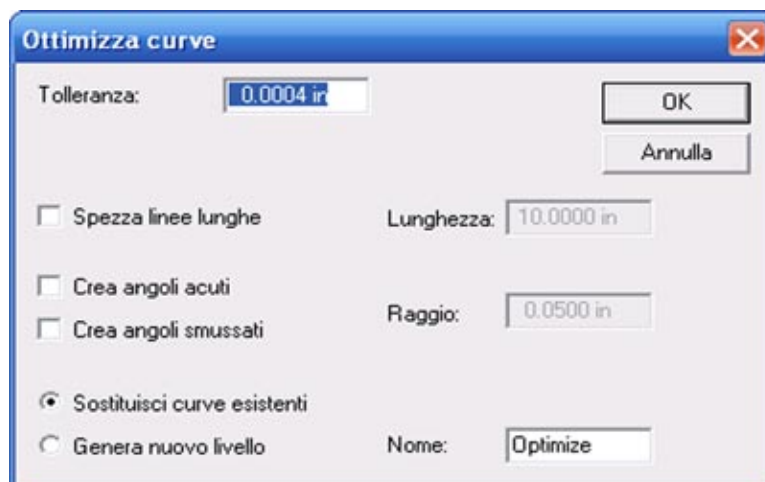 Ottimizza curve
Tolleranza: 0.0004 in
OK
Annulla
Spezza linee lunghe
Lunghezza: 10.0000 in
Crea angoli acuti
Raggio: 0.0500 in
Crea angoli smussati
Sostituisci curve esistenti
Genera nuovo livello
Nome: Optimize